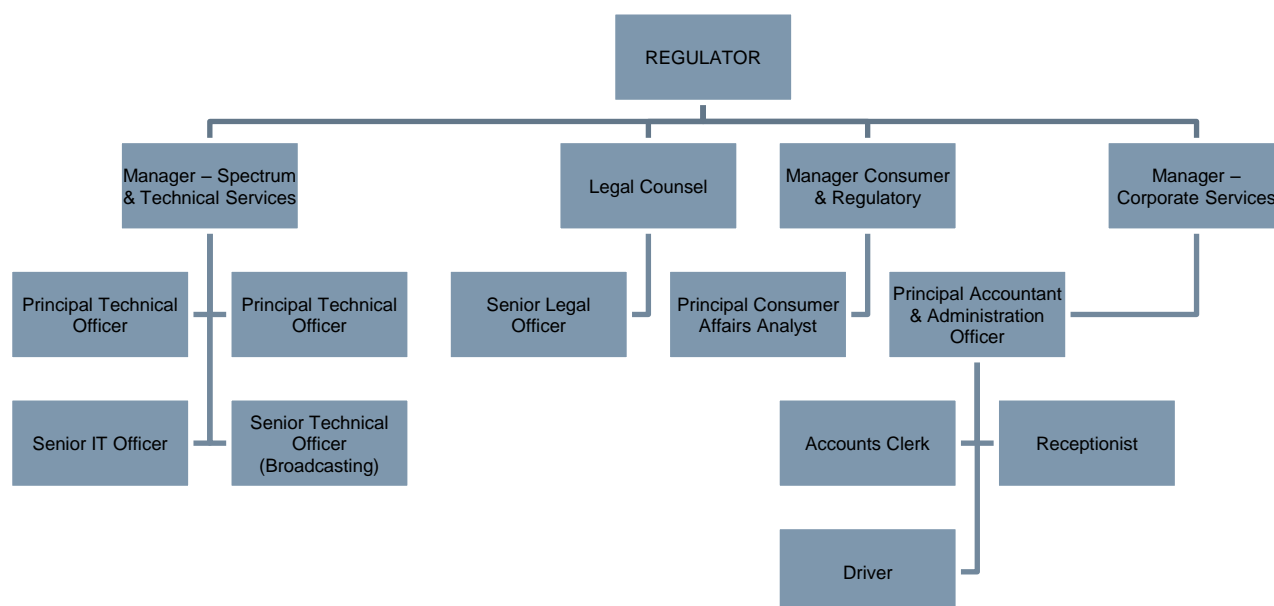 REGULATOR
Manager – Spectrum
& Technical Services
Legal Counsel
Manager Consumer
& Regulatory
Manager –
Corporate Services
Principal Technical
Officer
Principal Technical
Officer
Senior Legal
Officer
Principal Consumer
Affairs Analyst
Principal Accountant
& Administration
Officer
Senior IT Officer
Senior Technical
Officer
(Broadcasting)
Accounts Clerk
Receptionist
Driver